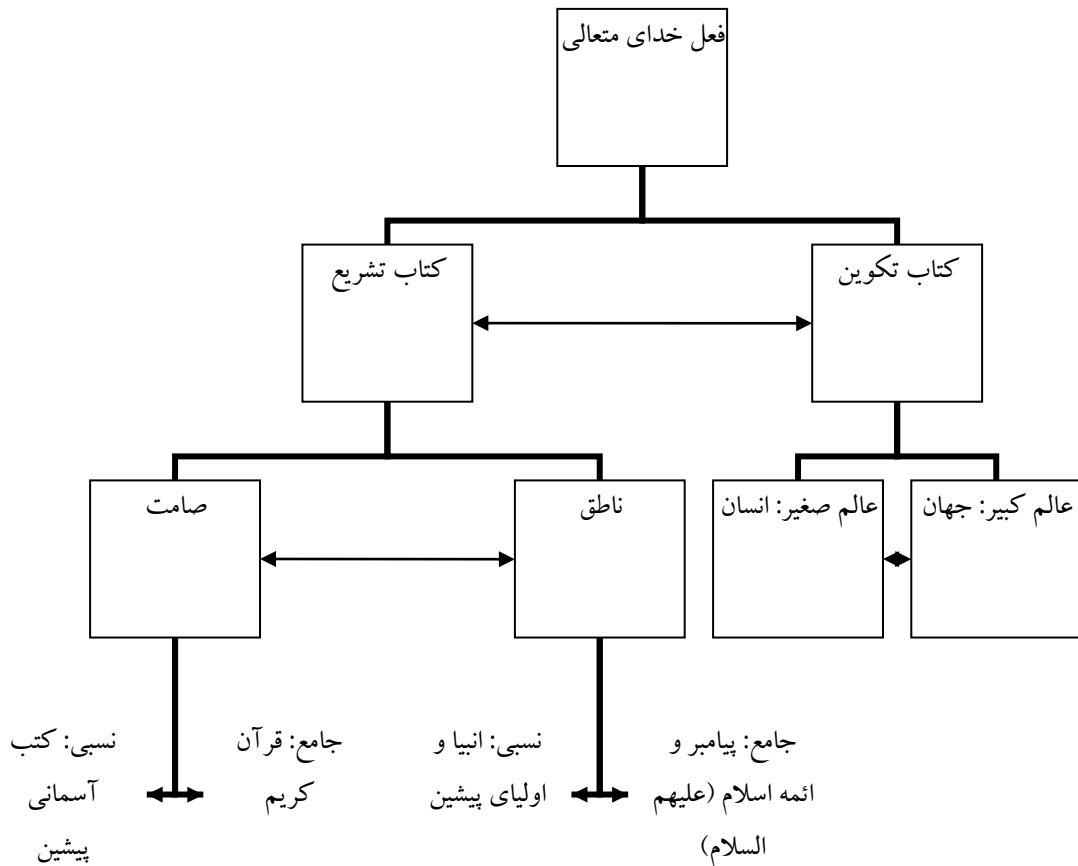 فعل خدای متعالی
کتاب تکوین
کتاب تشریع
عالم کبیر: جهان
عالم صغیر: انسان
ناطق
صامت
جامع: پیامبر و
ائمه اسلام (علیهم
السلام)
نسبی: انبیا و
اولیای پیشین
جامع: قرآن
کریم
نسبی: کتب
آسمانی
پیشین